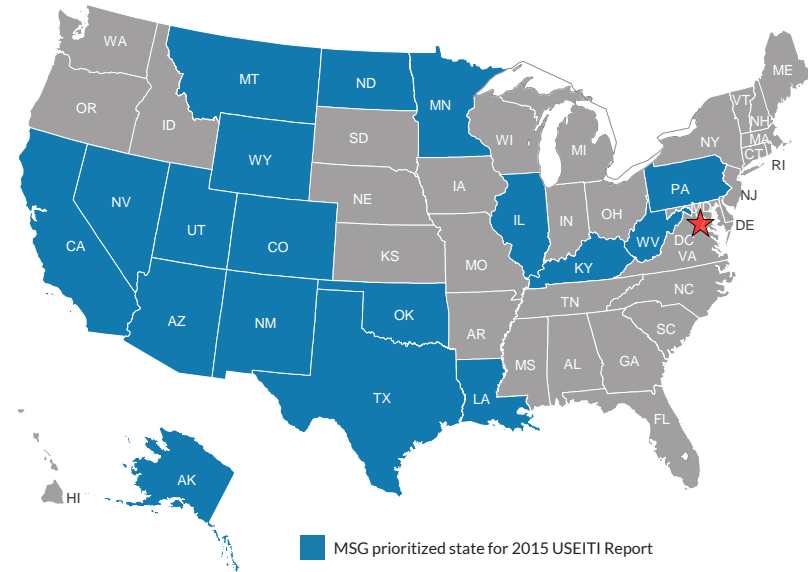 WA
MT
ND
MN
ME
VT
NH
OR
ID
SD
WI
MI
NY
MA
CT
RI
WY
NE
IA
PA
NJ
NV
UT
CO
IL
IN
OH
MD
DE
CA
KS
MO
WV
DC
VA
KY
AZ
NM
OK
TN
NC
AR
SC
TX
LA
MS
AL
GA
FL
AK
HI
MSG prioritized state for 2015 USEITI Report